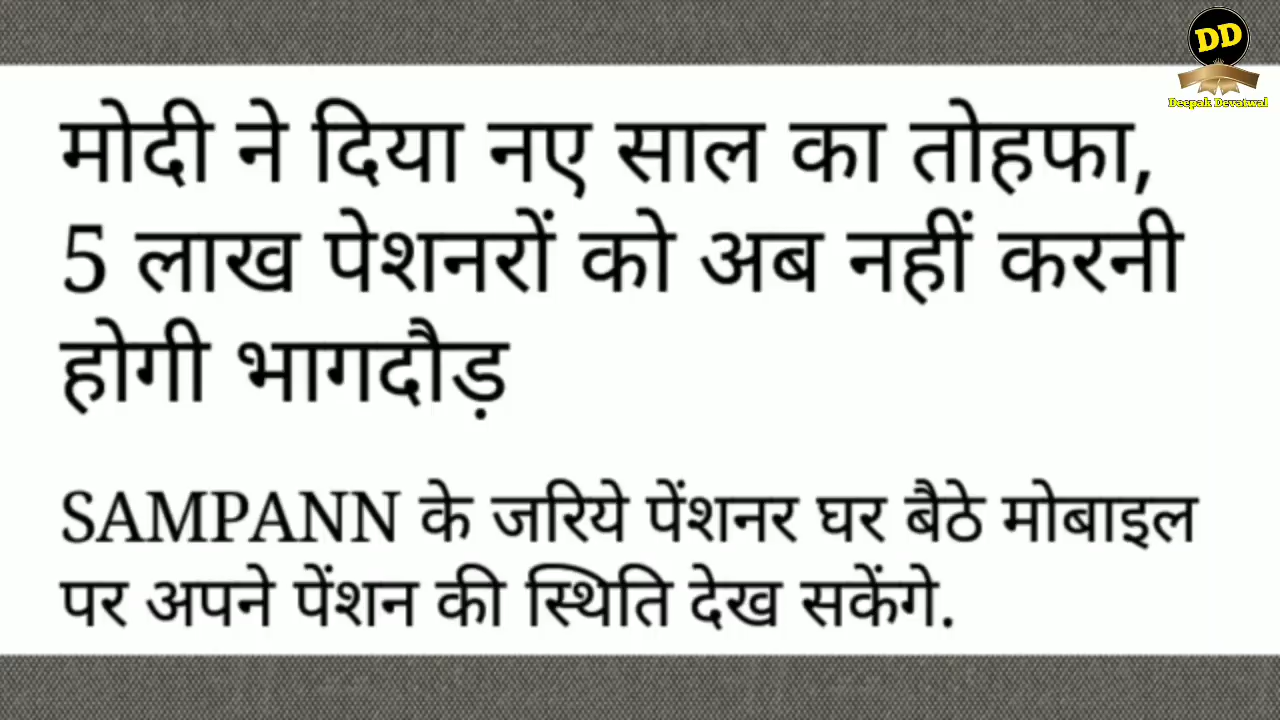 DD
Deepak Devatwal
मोदी ने दिया नए साल का तोहफा,
5 लाख पेशनरों को अब नहीं करनी
होगी भागदौड़
SAMPANN के जरिये पेंशनर घर बैठे मोबाइल
पर अपने पेंशन की स्थिति देख सकेंगे.